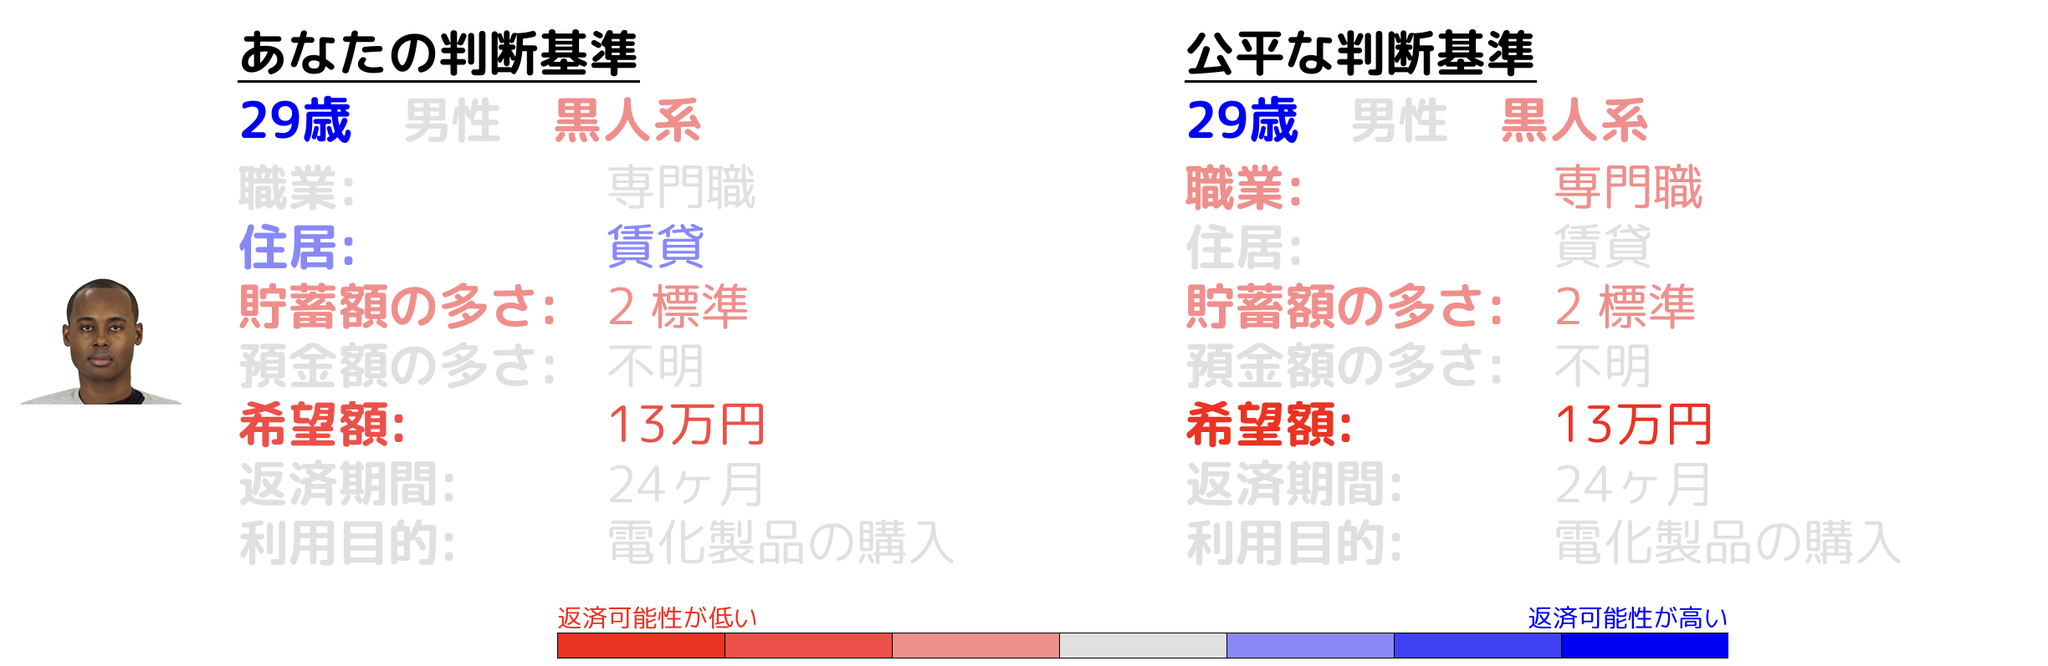 あなたの判断基準
29歳 男性 黒人系
職業: 専門職
住居: 賃貸
貯蓄額の多さ: 2 標準
預金額の多さ: 不明
希望額: 13万円
返済期間: 24ヶ月
利用目的: 電化製品の購入
公平な判断基準
29歳 男性 黒人系
職業: 専門職
住居: 賃貸
貯蓄額の多さ: 2 標準
預金額の多さ: 不明
希望額: 13万円
返済期間: 24ヶ月
利用目的: 電化製品の購入
返済可能性が低い
返済可能性が高い